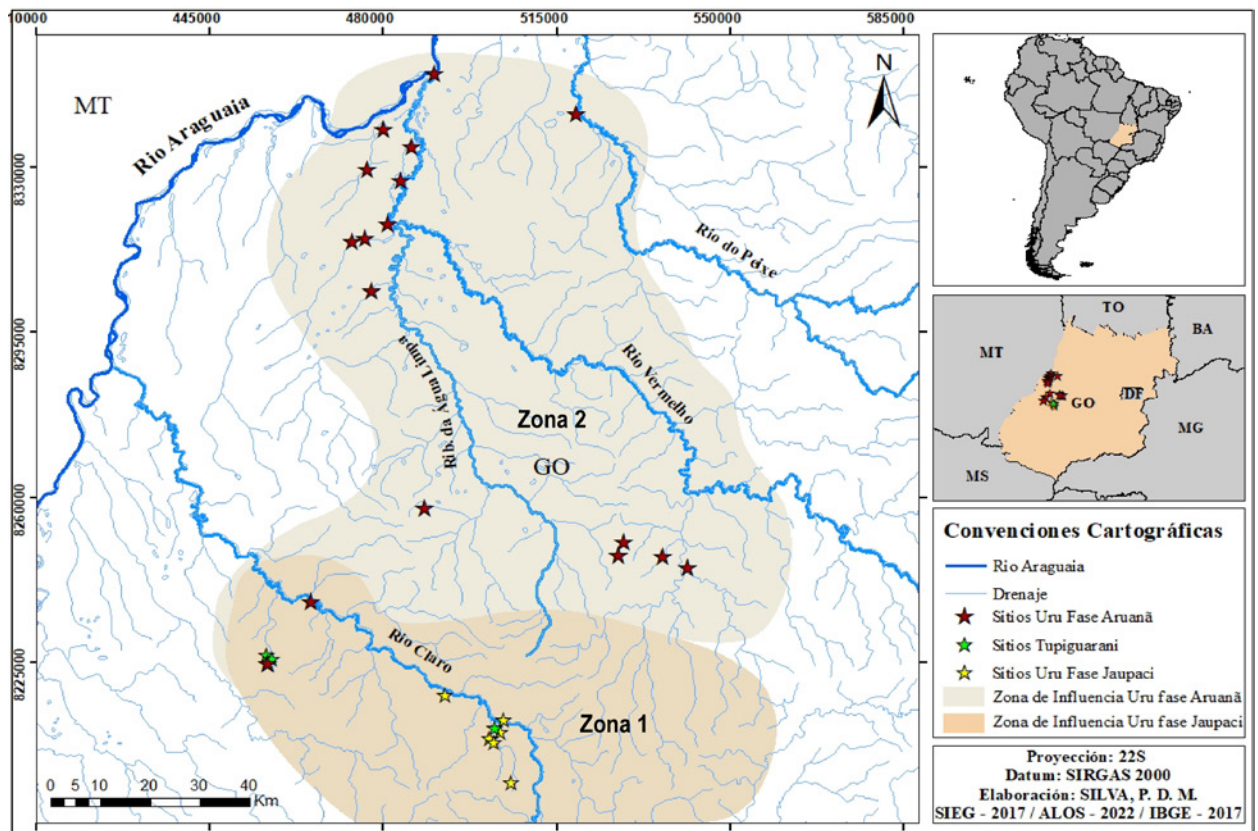 10000 445000 480000 515000 550000 585000
8330000
8295000
8260000
8225000
MT
Rio Araguaia
N
Rio do Peixe
Rib. da Água Limpa
Rio Vermelho
Zona 2
GO
Rio Claro
Zona 1
0 5 10 20 30 40
Km
TO
BA
MT
DF
GO
MG
MS
Convenciones Cartográficas
Rio Araguaia
Drenaje
Sítios Uru Fase Aruanã
Sítios Tupiguarani
Sítios Uru Fase Jaupaci
Zona de Influencia Uru fase Aruanã
Zona de Influencia Uru fase Jaupaci
Proyección: 22S
Datum: SIRGAS 2000
Elaboración: SILVA, P. D. M.
SIEG - 2017 / ALOS - 2022 / IBGE - 2017